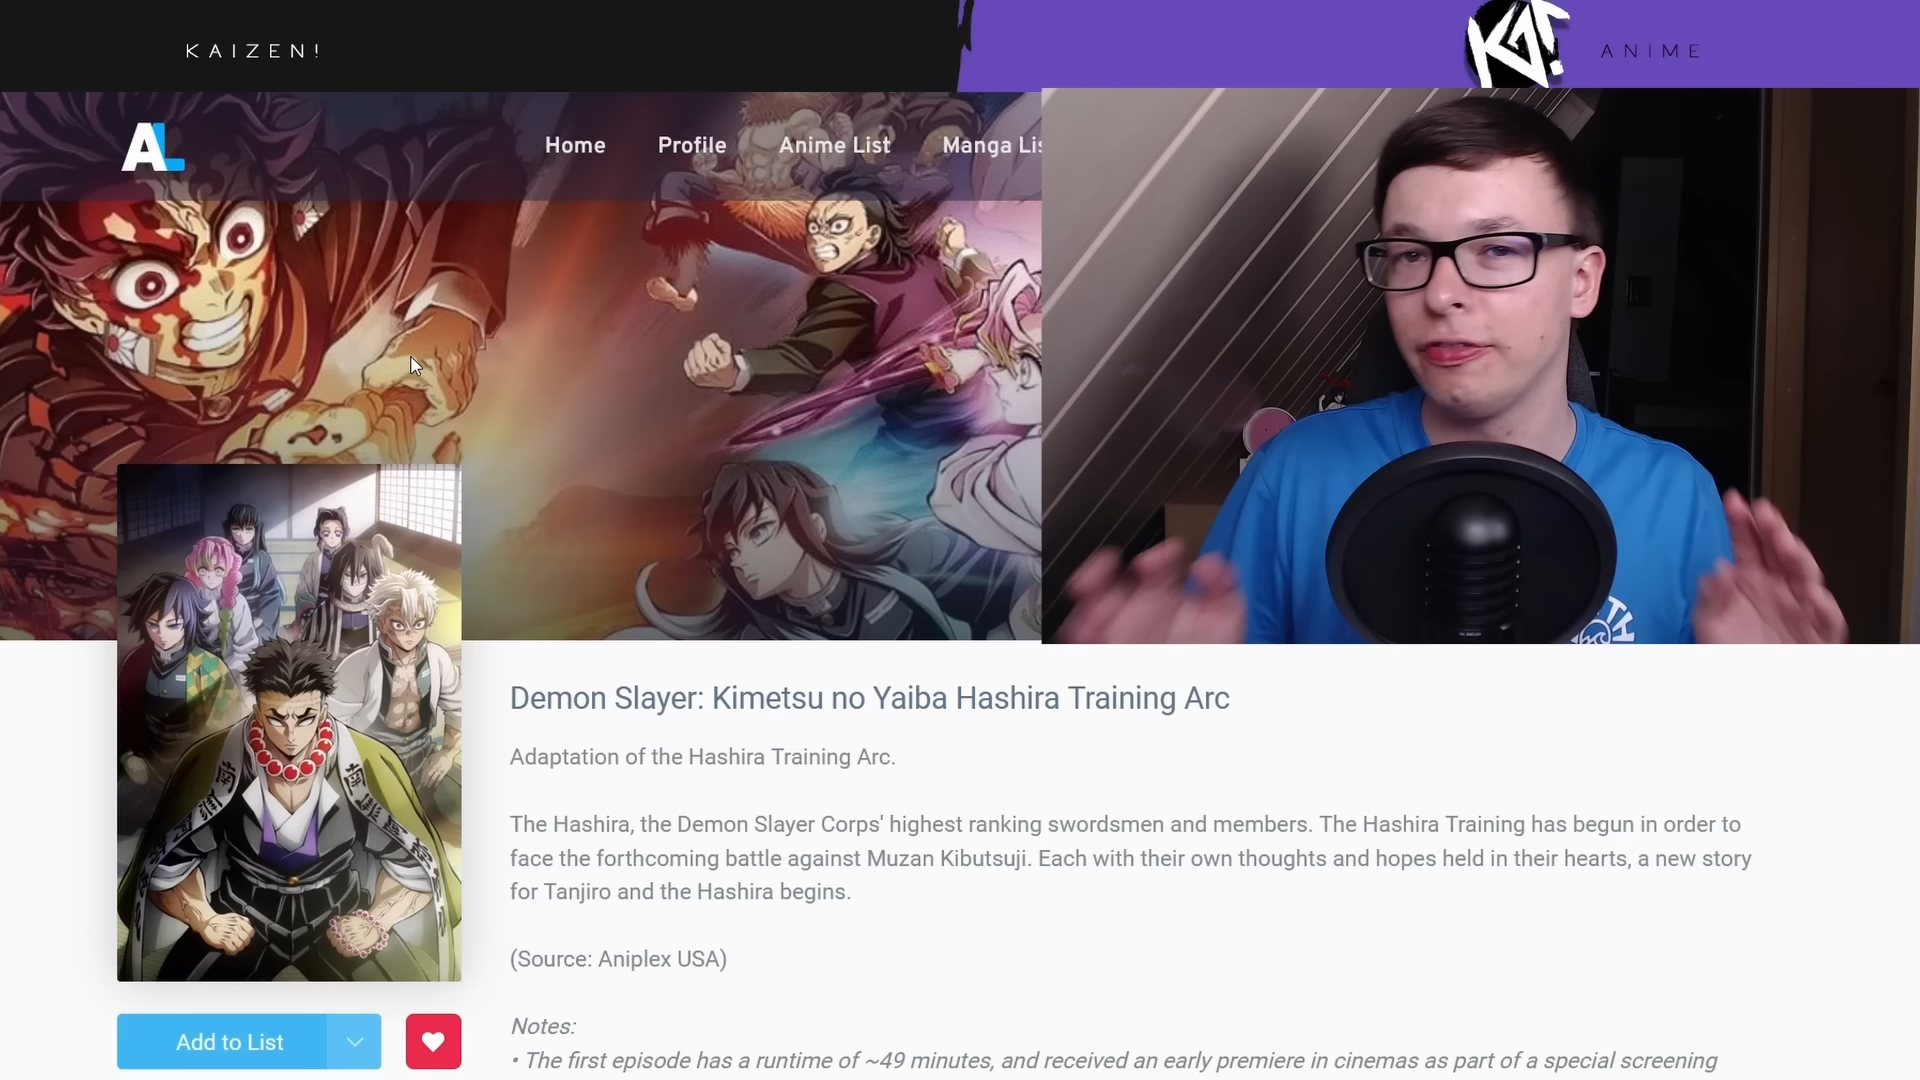 KAIZEN!
KAI!
ANIME
AL
Home
Profile
Anime List
Manga Lis
Demon Slayer: Kimetsu no Yaiba Hashira Training Arc
Adaptation of the Hashira Training Arc.
The Hashira, the Demon Slayer Corps' highest ranking swordsmen and members. The Hashira Training has begun in order to
face the forthcoming battle against Muzan Kibutsuji. Each with their own thoughts and hopes held in their hearts, a new story
for Tanjiro and the Hashira begins.
(Source: Aniplex USA)
Notes:
• The first episode has a runtime of ~49 minutes, and received an early premiere in cinemas as part of a special screening
Add to List